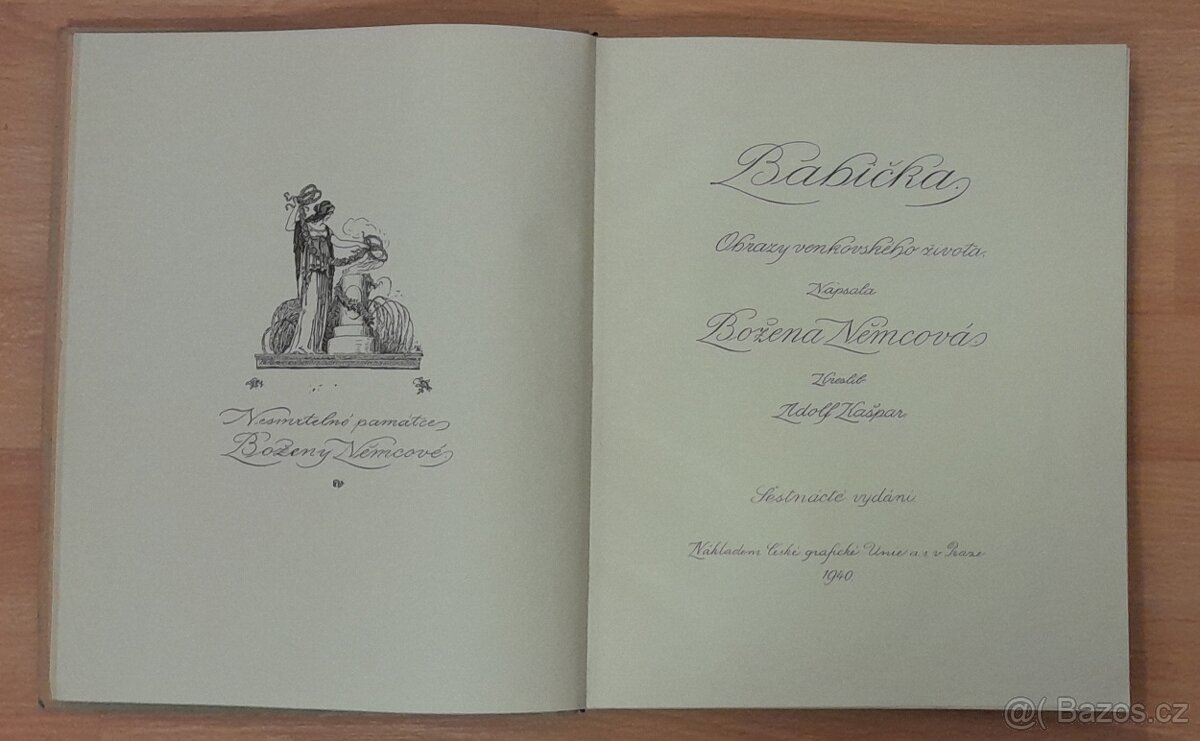 Nesmrtelné památce
Boženy Němcové
Babička.
Obrazy venkovského života.
Napsala
Božena Němcová
Kreslil
Adolf Kašpar
Šestnácté vydání.
Nákladem České grafické Unie a. s. v Praze
1940.
@( Bazos.cz